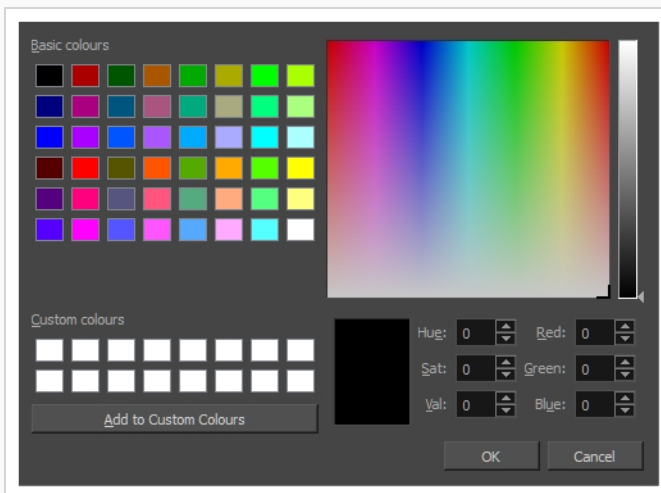 Basic colours
Custom colours
Add to Custom Colours
Hue: 0 Red: 0
Sat: 0 Green: 0
Val: 0 Blue: 0
OK Cancel